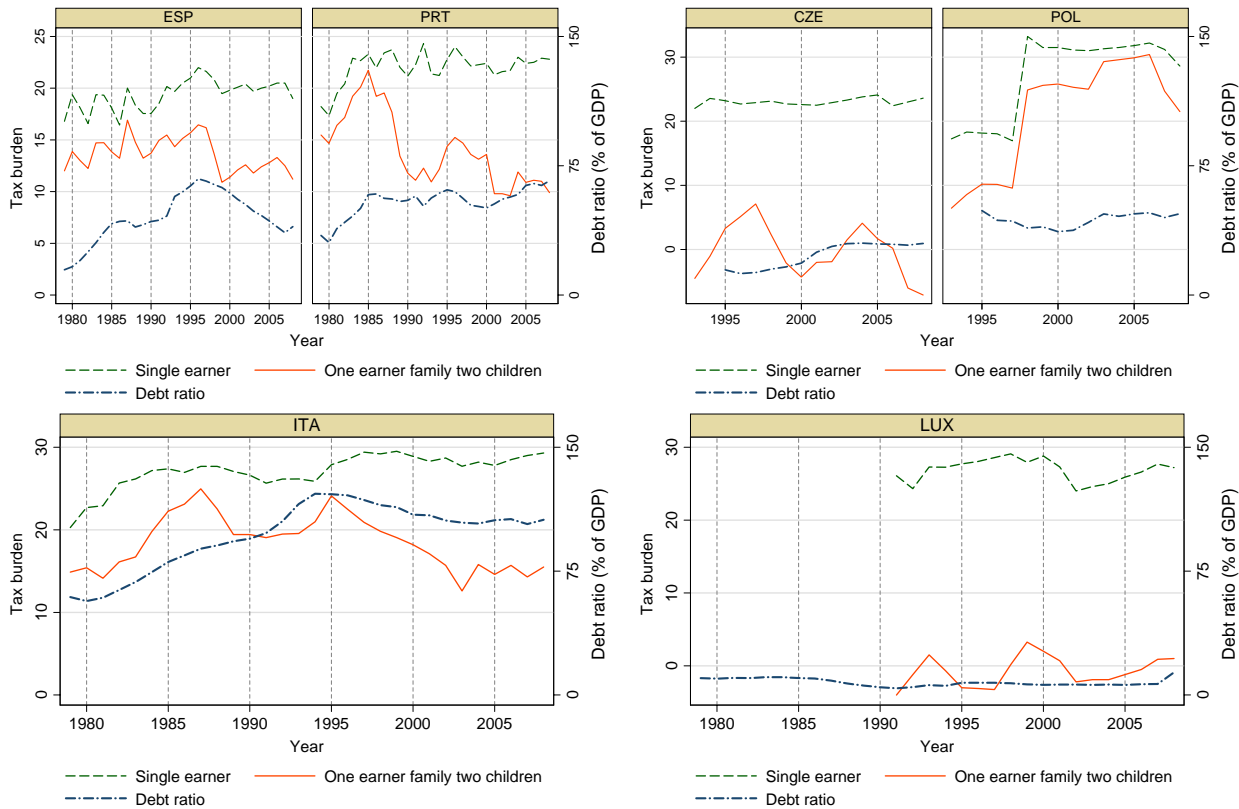 ESP PRT
Tax burden
0 5 10 15 20 25
0 75 150
Debt ratio (% of GDP)
1980 1985 1990 1995 2000 2005 1980 1985 1990 1995 2000 2005
Year
Single earner One earner family two children
Debt ratio
CZE POL
Tax burden
0 10 20 30
0 75 150
Debt ratio (% of GDP)
1995 2000 2005 1995 2000 2005
Year
Single earner One earner family two children
Debt ratio
ITA
Tax burden
0 10 20 30
0 75 150
Debt ratio (% of GDP)
1980 1985 1990 1995 2000 2005
Year
Single earner One earner family two children
Debt ratio
LUX
Tax burden
0 10 20 30
0 75 150
Debt ratio (% of GDP)
1980 1985 1990 1995 2000 2005
Year
Single earner One earner family two children
Debt ratio